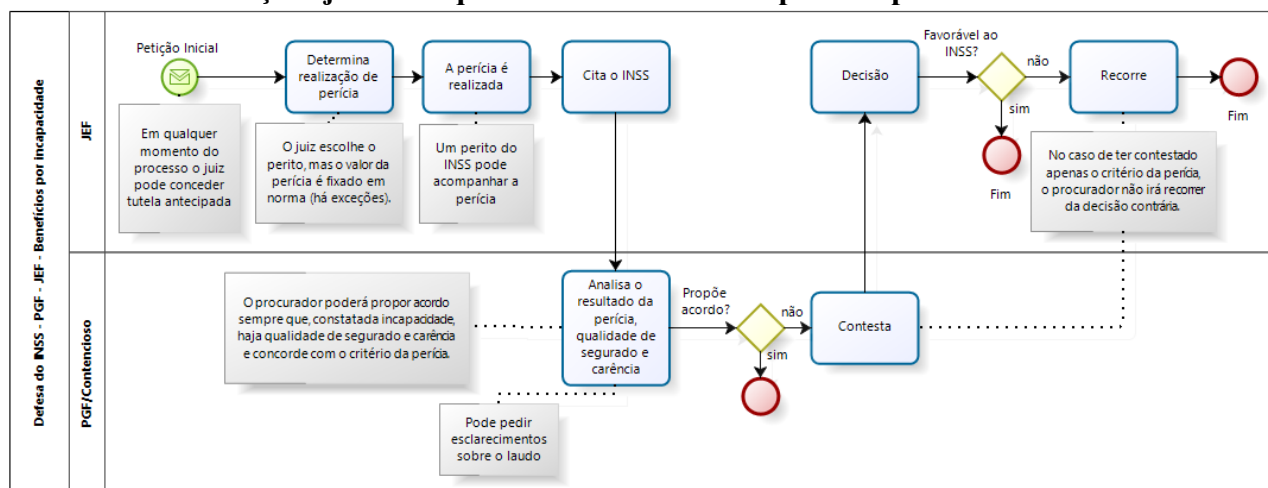 Defesa do INSS - PGF - JEF - Benefícios por incapacidade
JEF
Petição Inicial
Em qualquer
momento do
processo o juiz
pode conceder
tutela antecipada
Determina
realização de
perícia
O juiz escolhe o
perito, mas o valor da
perícia é fixado em
norma (há exceções).
A perícia é
realizada
Um perito do
INSS pode
acompanhar a
perícia
Cita o INSS
Decisão
Favorável ao
INSS?
não
sim
Fim
Recorre
Fim
No caso de ter contestado
apenas o critério da perícia,
o procurador não irá recorrer
da decisão contrária.
PGF/Contencioso
O procurador poderá propor acordo
sempre que, constatada incapacidade,
haja qualidade de segurado e carência
e concorde com o critério da perícia.
Analisa o
resultado da
perícia,
qualidade de
segurado e
carência
Pode pedir
esclarecimentos
sobre o laudo
Propõe
acordo?
não
sim
Contesta